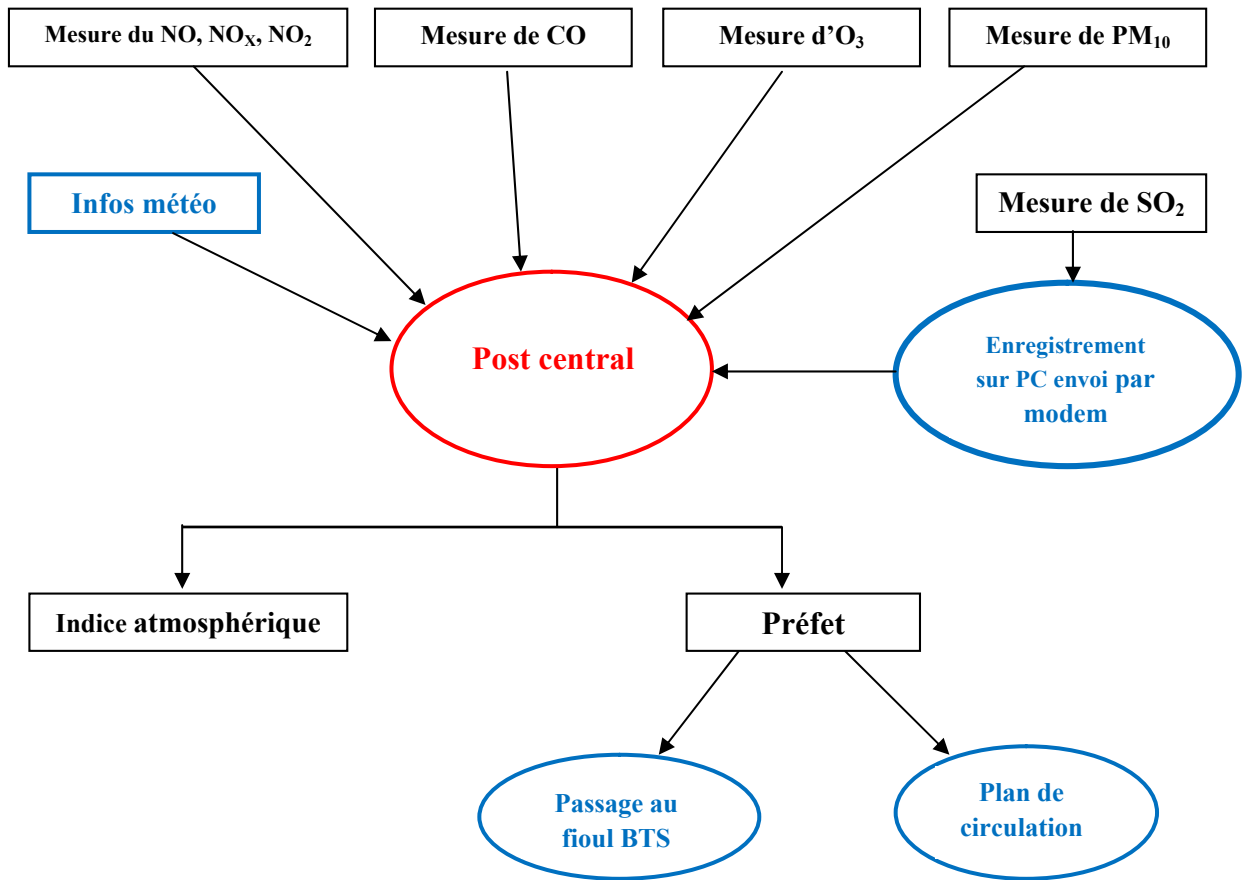 Mesure du NO, NOX, NO2
Mesure de CO
Mesure d’O3
Mesure de PM10
Infos météo
Mesure de SO2
Post central
Enregistrement
sur PC envoi par
modem
Indice atmosphérique
Préfet
Passage au
fioul BTS
Plan de
circulation